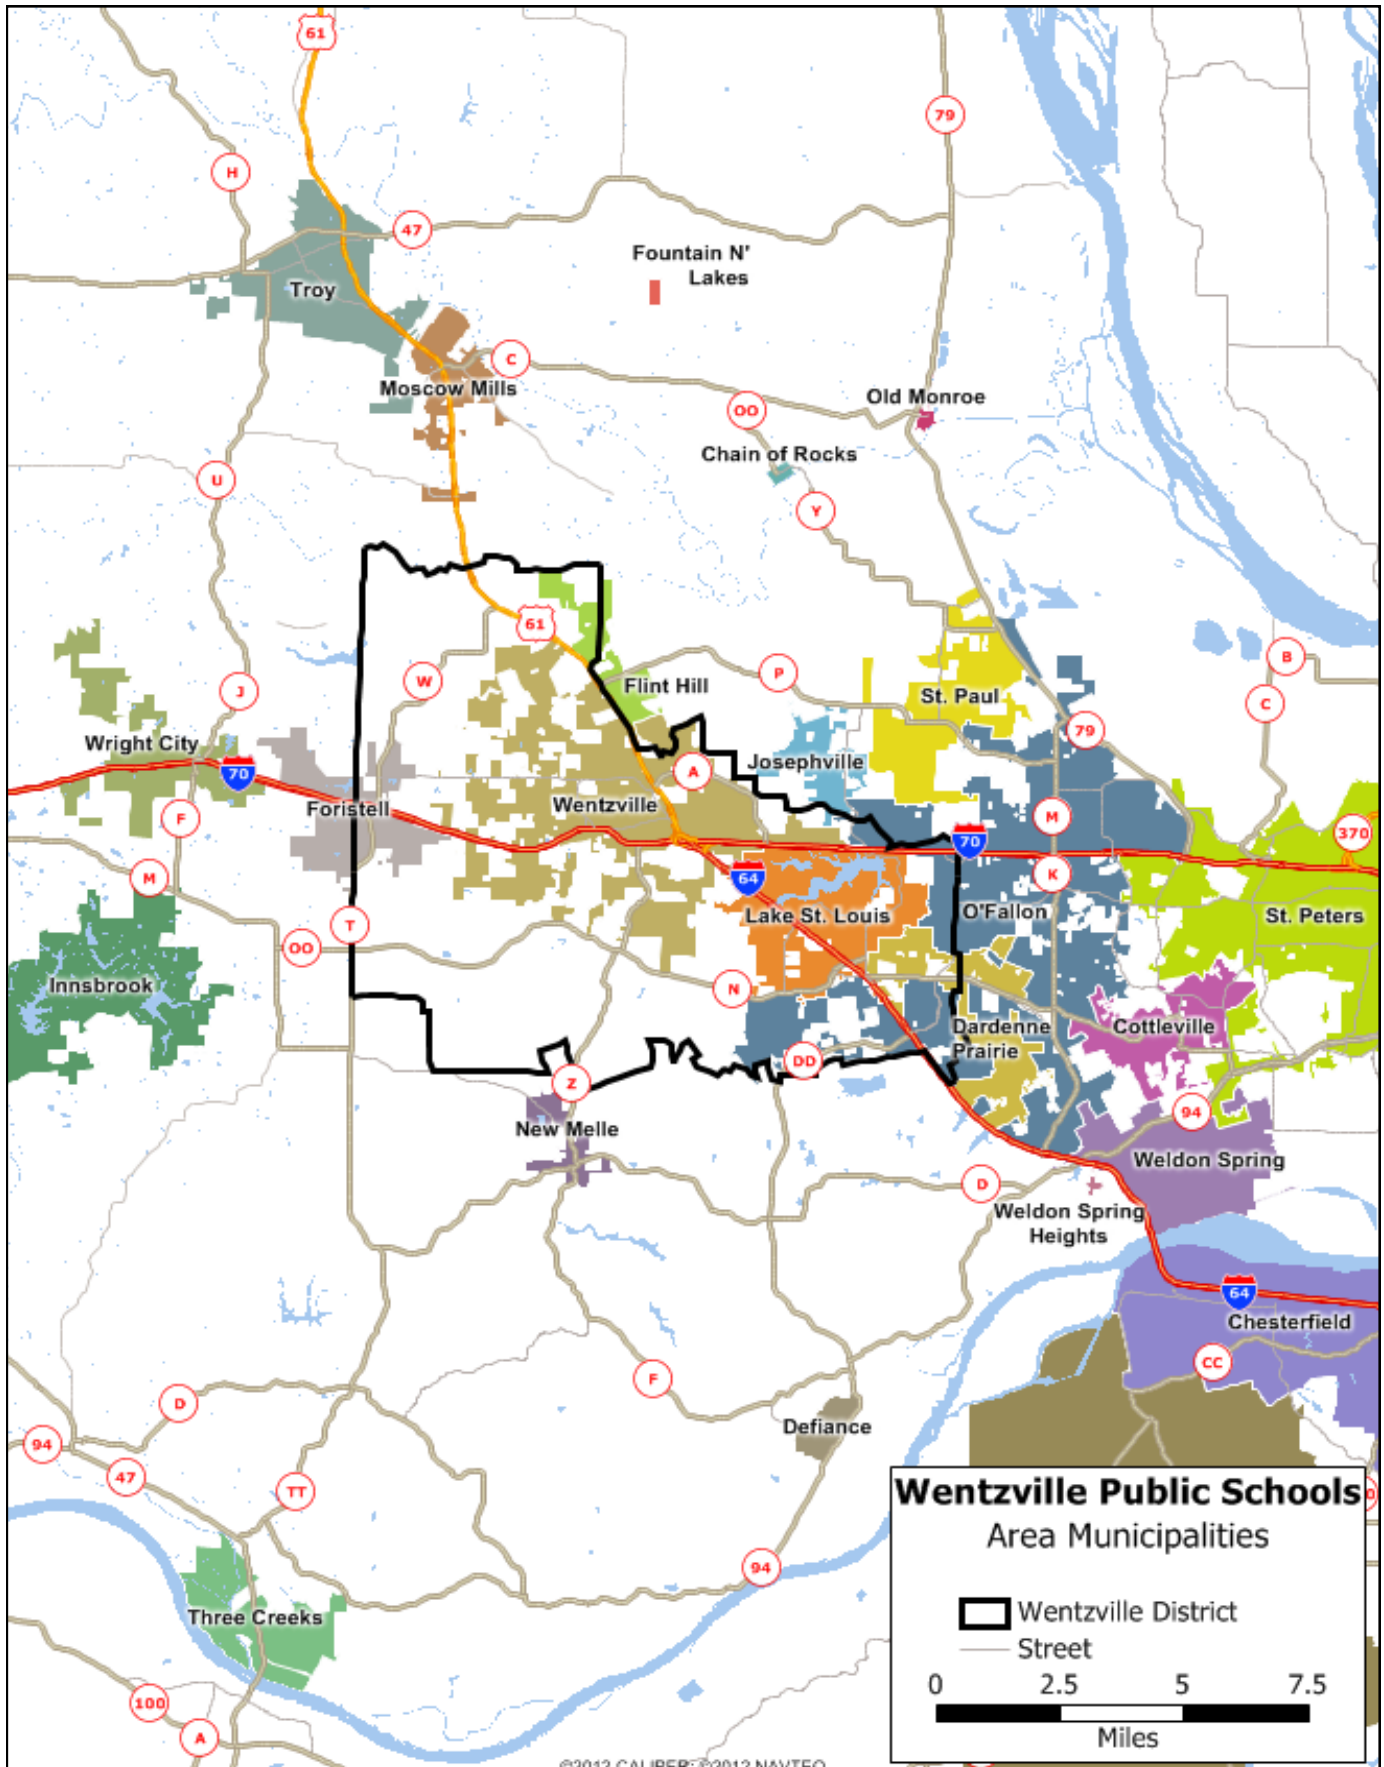 61
79
H
47
Fountain N'
Lakes
Troy
C
Moscow Mills
OO
Old Monroe
Chain of Rocks
U
Y
61
W
J
P
B
Flint Hill
St. Paul
C
79
Wright City
70
A
Josephville
Foristell
Wentzville
F
M
370
70
M
64
K
Lake St. Louis
O'Fallon
St. Peters
T
OO
Innsbrook
N
Dardenne
Prairie
Cottleville
DD
Z
94
New Melle
Weldon Spring
D
Weldon Spring
Heights
64
Chesterfield
CC
F
D
Defiance
94
47
TT
94
Three Creeks
100
A
Wentzville Public Schools
Area Municipalities
Wentzville District
Street
0 2.5 5 7.5
Miles